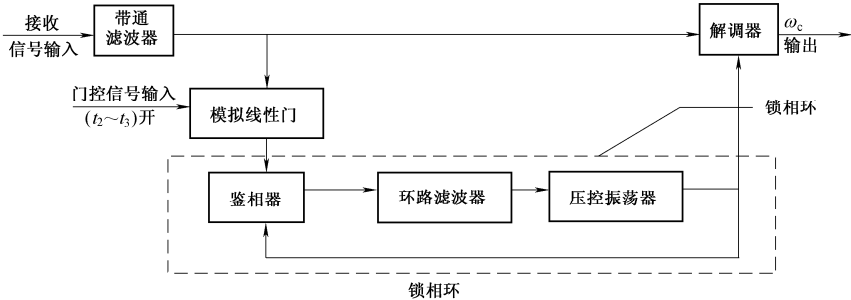 接收
信号输入
带通
滤波器
解调器
ω_c
输出
门控信号输入
(t₂～t₃)开
模拟线性门
锁相环
鉴相器
环路滤波器
压控振荡器
锁相环